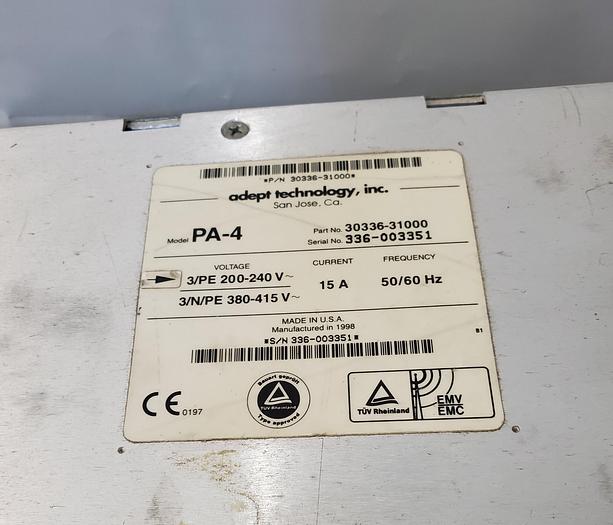 *P/N 30336-31000*
adept technology, inc.
San Jose, Ca.
Model PA-4
Part No. 30336-31000
Serial No. 336-003351
VOLTAGE CURRENT FREQUENCY
3/PE 200-240 V~ 15 A 50/60 Hz
3/N/PE 380-415 V~
MADE IN U.S.A.
Manufactured in 1998
*S/N 336-003351*
B1
CE 0197
Bauart geprüft
TÜV Rheinland
Type approved
TÜV Rheinland
EMV
EMC